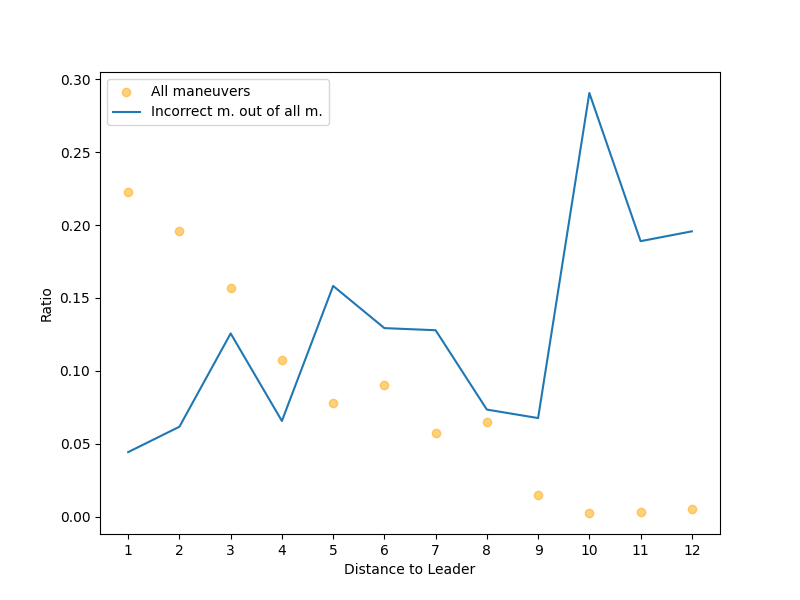 All maneuvers
Incorrect m. out of all m.
0.30
0.25
0.20
0.15
0.10
0.05
0.00
Ratio
1 2 3 4 5 6 7 8 9 10 11 12
Distance to Leader